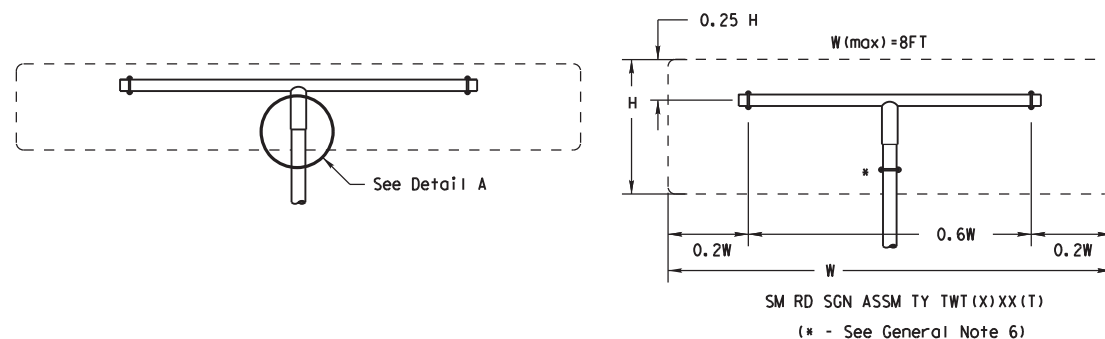 See Detail A
0.25 H
W(max)=8FT
H
*
0.2W
0.6W
0.2W
W
SM RD SGN ASSM TY TWT(X)XX(T)
(* - See General Note 6)